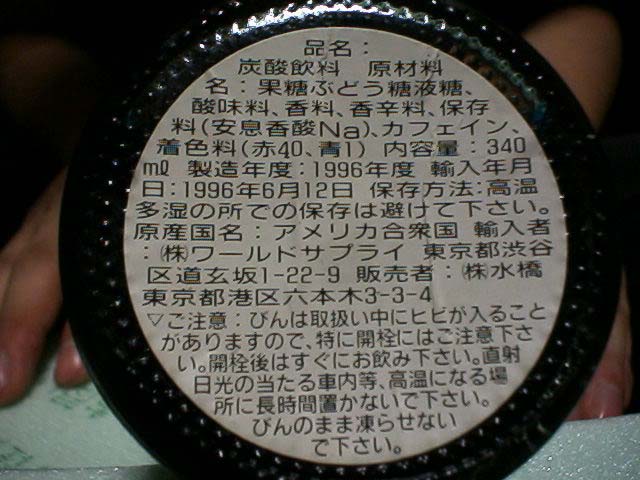 品名：
炭酸飲料　原材料
名：果糖ぶどう糖液糖、
酸味料、香料、香辛料、保存
料(安息香酸Na)、カフェイン、
着色料(赤40、青1)　内容量：340
ml 製造年度：1996年度 輸入年月
日：1996年6月12日 保存方法：高温
多湿の所での保存は避けて下さい。
原産国名：アメリカ合衆国　輸入者
：㈱ワールドサプライ 東京都渋谷
区道玄坂1-22-9 販売者：㈱水橋
東京都港区六本木3-3-4
▽ご注意：びんは取扱い中にヒビが入ること
がありますので、特に開栓にはご注意下さ
い。開栓後はすぐにお飲み下さい。直射
日光の当たる車内等、高温になる場
所に長時間置かないで下さい。
びんのまま凍らせない
で下さい。